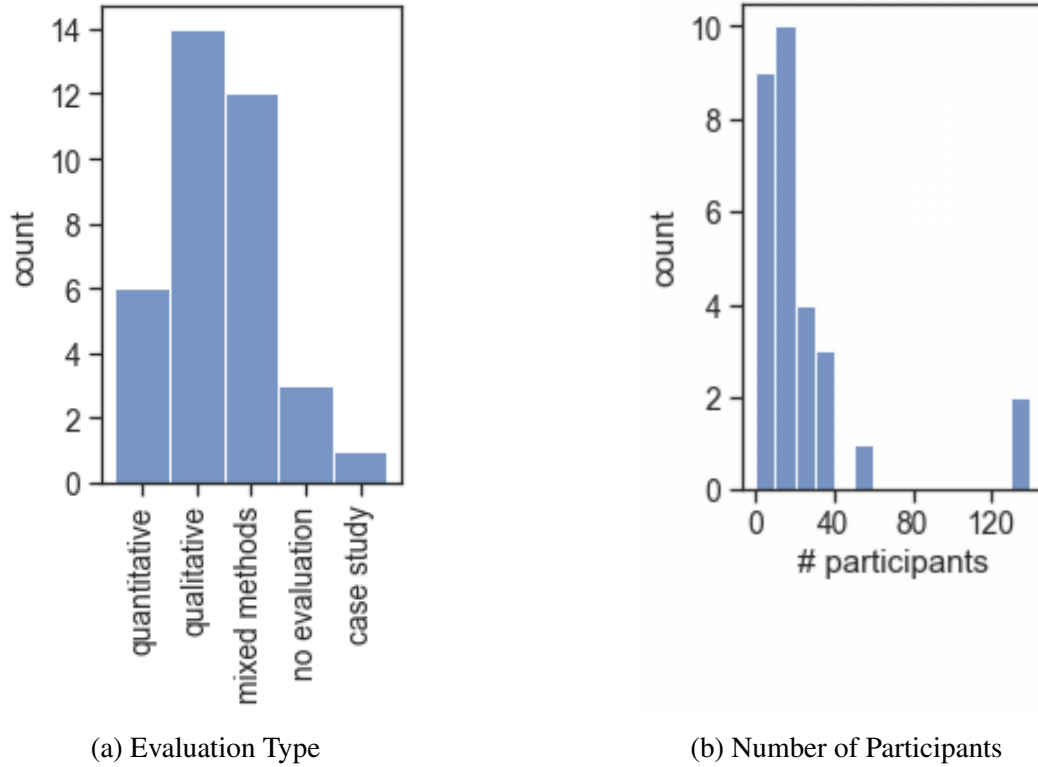 14
12
10
8
6
4
2
0
count
quantitative
qualitative
mixed methods
no evaluation
case study
(a) Evaluation Type
10
8
6
4
2
0
count
0 40 80 120
# participants
(b) Number of Participants